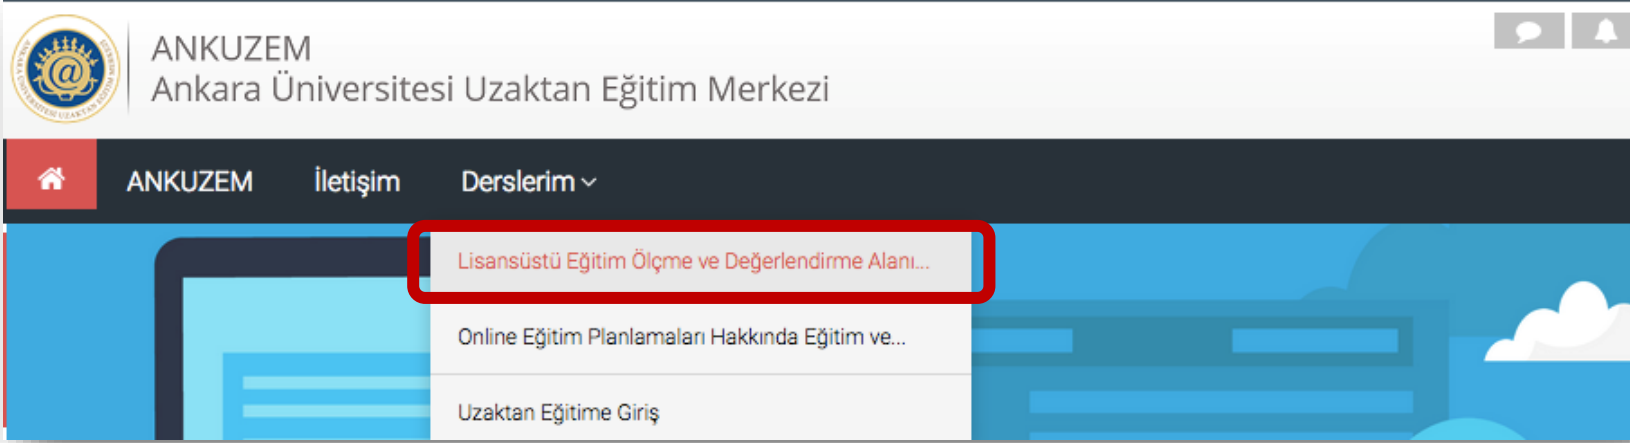 ANKUZEM
Ankara Üniversitesi Uzaktan Eğitim Merkezi
ANKUZEM İletişim Derslerim
Lisansüstü Eğitim Ölçme ve Değerlendirme Alanı...
Online Eğitim Planlamaları Hakkında Eğitim ve...
Uzaktan Eğitime Giriş